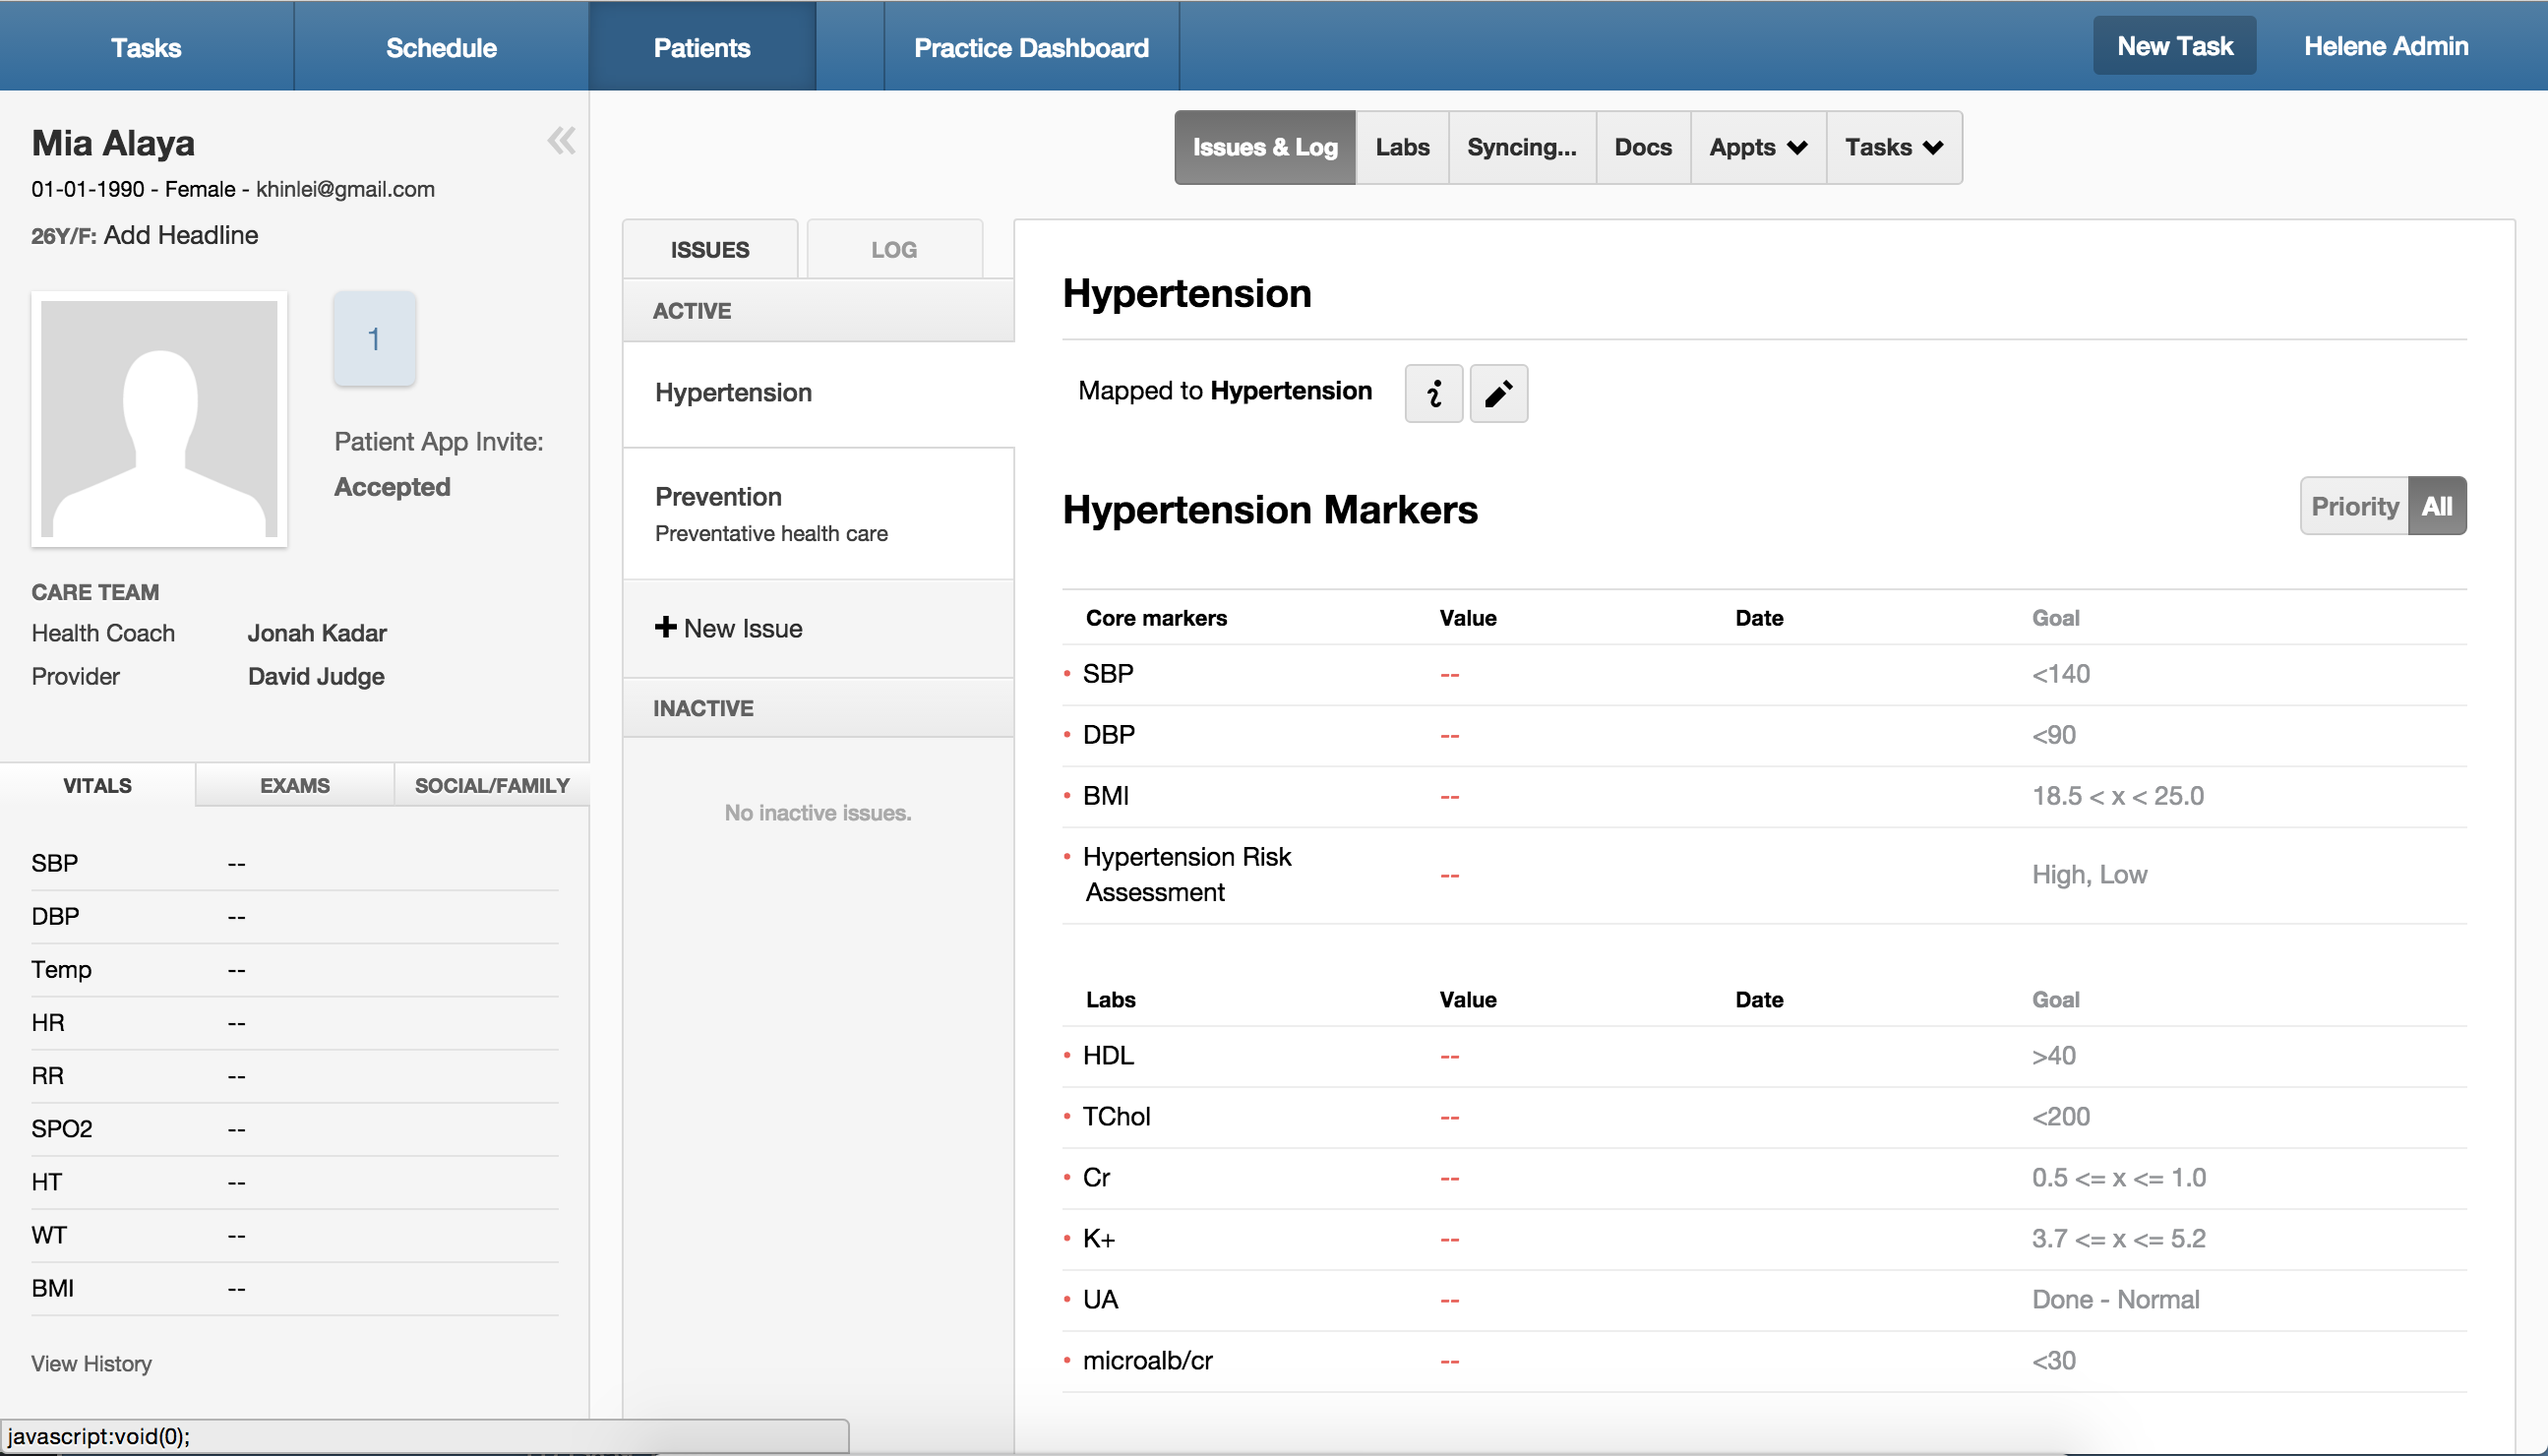 Tasks
Schedule
Patients
Practice Dashboard
New Task
Helene Admin
Mia Alaya
01-01-1990 - Female - khinlei@gmail.com
26Y/F: Add Headline
1
Patient App Invite:
Accepted
CARE TEAM
Health Coach Jonah Kadar
Provider David Judge
VITALS EXAMS SOCIAL/FAMILY
SBP --
DBP --
Temp --
HR --
RR --
SPO2 --
HT --
WT --
BMI --
View History
javascript:void(0);
Issues & Log Labs Syncing... Docs Appts Tasks
ISSUES LOG
ACTIVE
Hypertension
Prevention
Preventative health care
New Issue
INACTIVE
No inactive issues.
Hypertension
Mapped to Hypertension i
Hypertension Markers
Priority All
Core markers Value Date Goal
• SBP -- <140
• DBP -- <90
• BMI -- 18.5 < x < 25.0
• Hypertension Risk
Assessment -- High, Low
Labs Value Date Goal
• HDL -- >40
• TChol -- <200
• Cr -- 0.5 <= x <= 1.0
• K+ -- 3.7 <= x <= 5.2
• UA -- Done - Normal
• microalb/cr -- <30